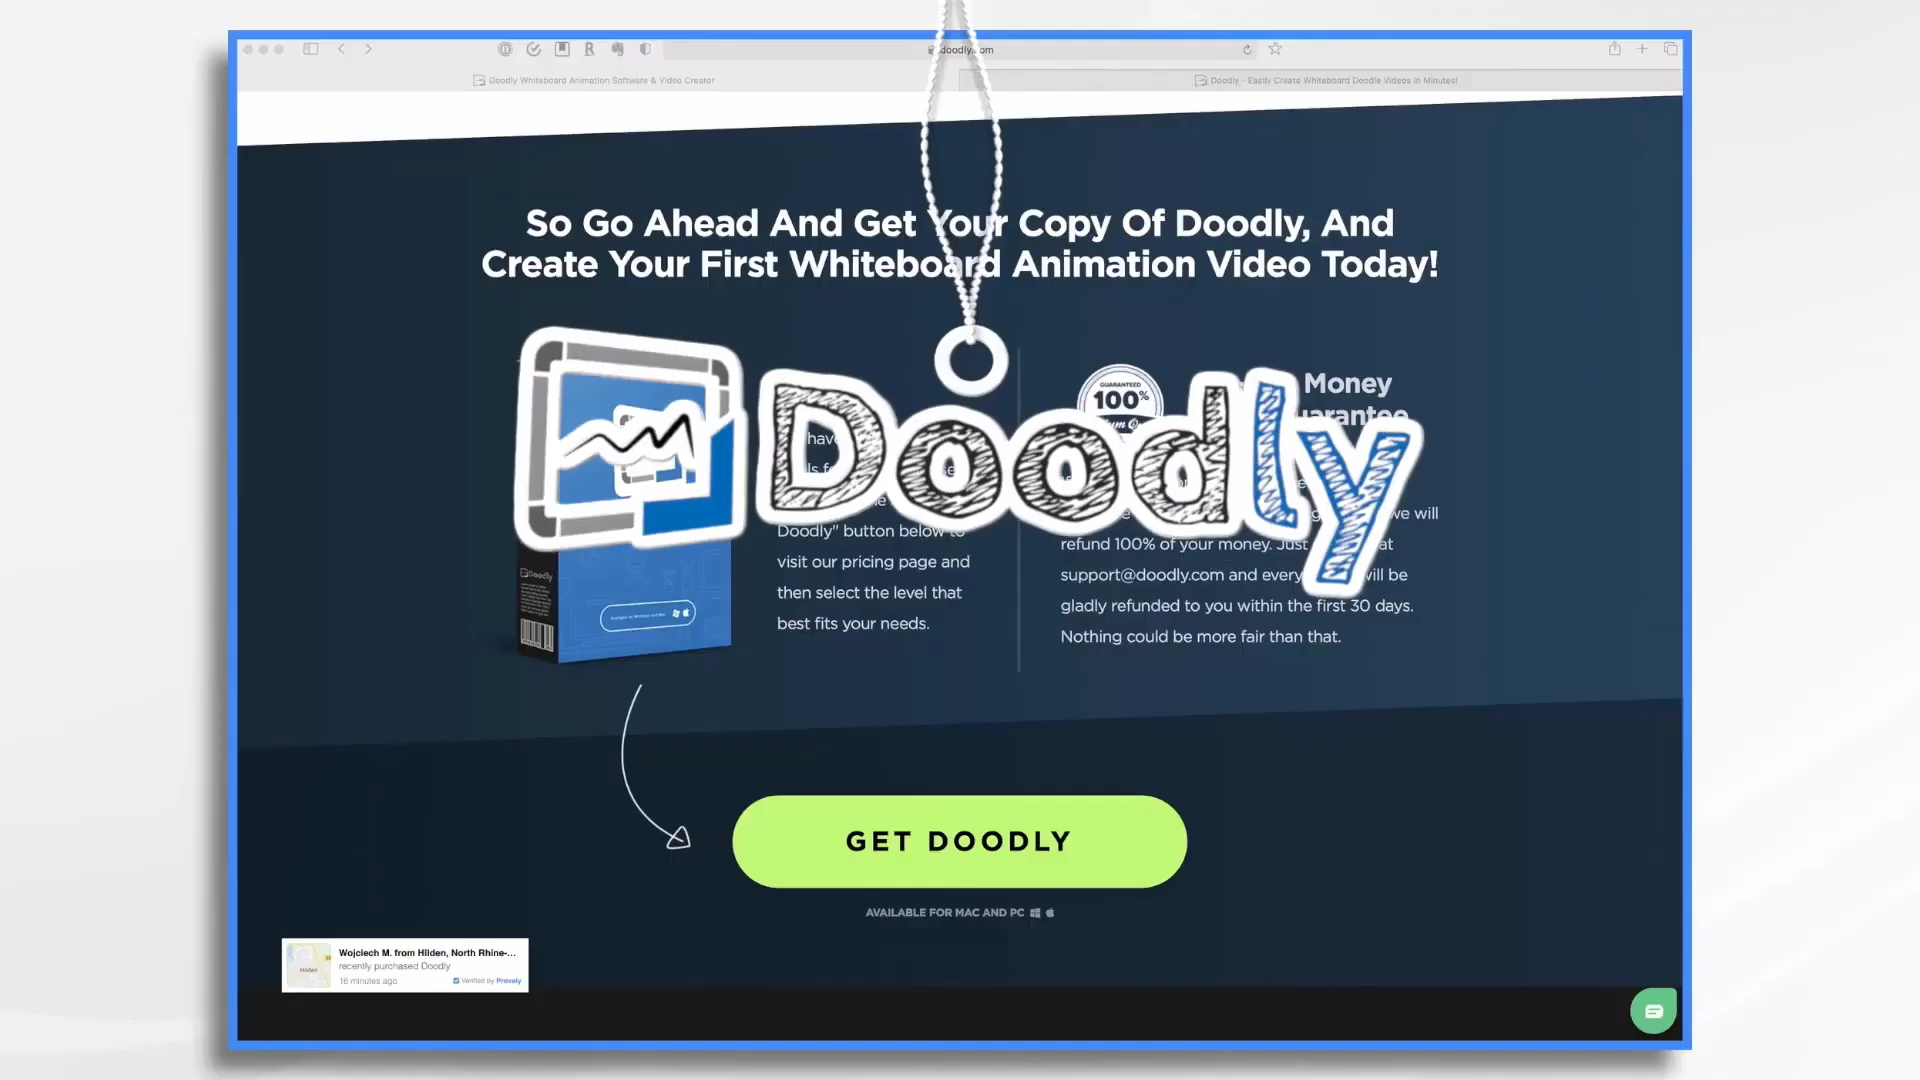 doodly.com
Doodly Whiteboard Animation Software & Video Creator
Doodly - Easily Create Whiteboard Doodle Videos in Minutes!
So Go Ahead And Get Your Copy Of Doodly, And
Create Your First Whiteboard Animation Video Today!
Doodly
GUARANTEED
100%
Money
Guarantee
have
Doodly" button below to
visit our pricing page and
then select the level that
best fits your needs.
we will
refund 100% of your money. Just at
support@doodly.com and every will be
gladly refunded to you within the first 30 days.
Nothing could be more fair than that.
Doodly
GET DOODLY
AVAILABLE FOR MAC AND PC
Hilden
Wojciech M. from Hilden, North Rhine-...
recently purchased Doodly
16 minutes ago
Verified by Provely